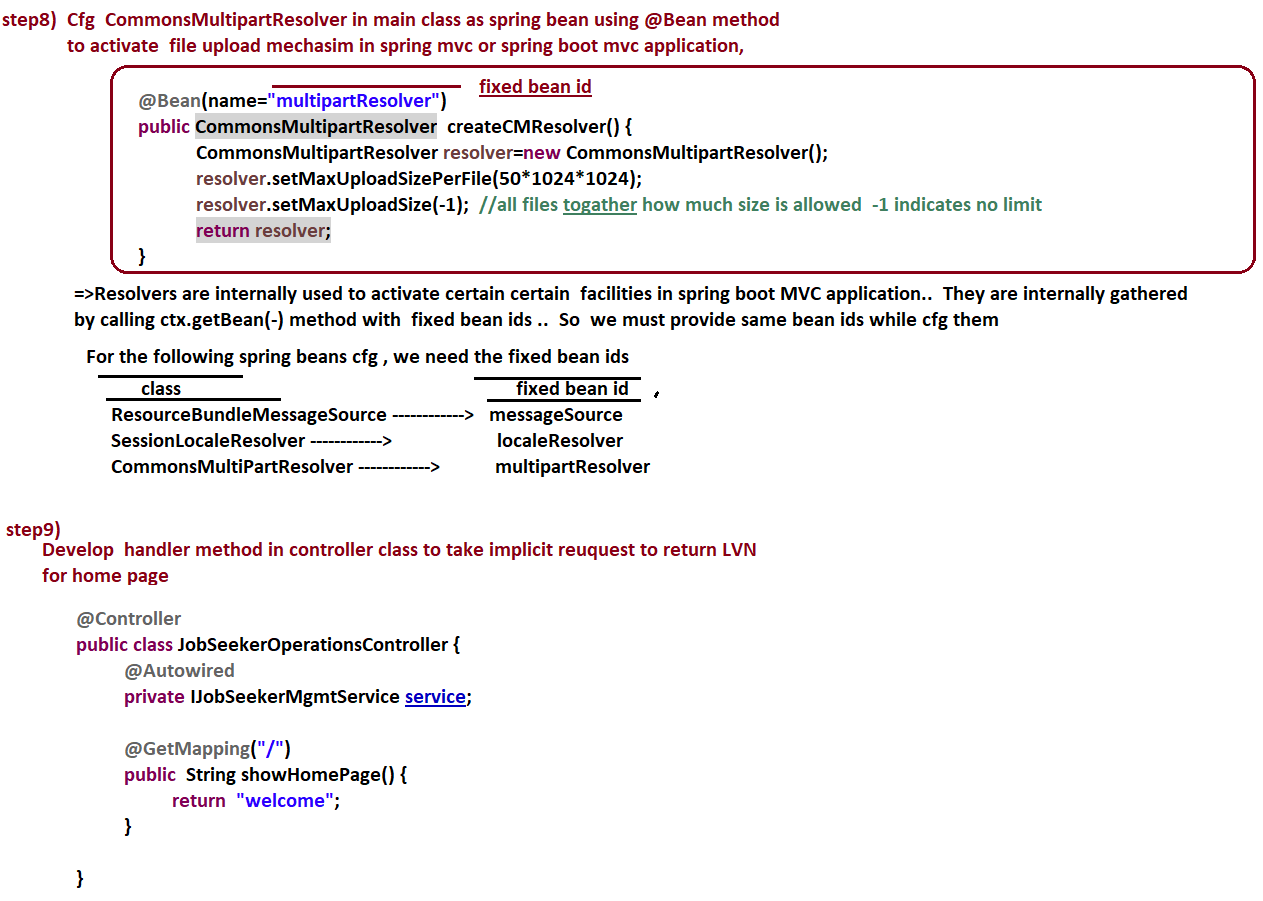 step8) Cfg CommonsMultipartResolver in main class as spring bean using @Bean method
to activate file upload mechasim in spring mvc or spring boot mvc application,
fixed bean id
@Bean(name="multipartResolver")
public CommonsMultipartResolver createCMResolver() {
CommonsMultipartResolver resolver=new CommonsMultipartResolver();
resolver.setMaxUploadSizePerFile(50*1024*1024);
resolver.setMaxUploadSize(-1); //all files togather how much size is allowed -1 indicates no limit
return resolver;
}
=>Resolvers are internally used to activate certain certain facilities in spring boot MVC application.. They are internally gathered
by calling ctx.getBean(-) method with fixed bean ids .. So we must provide same bean ids while cfg them
For the following spring beans cfg , we need the fixed bean ids
class fixed bean id ,
ResourceBundleMessageSource ------------> messageSource
SessionLocaleResolver ------------> localeResolver
CommonsMultiPartResolver ------------> multipartResolver
step9)
Develop handler method in controller class to take implicit reuquest to return LVN
for home page
@Controller
public class JobSeekerOperationsController {
@Autowired
private IJobSeekerMgmtService service;
@GetMapping("/")
public String showHomePage() {
return "welcome";
}
}